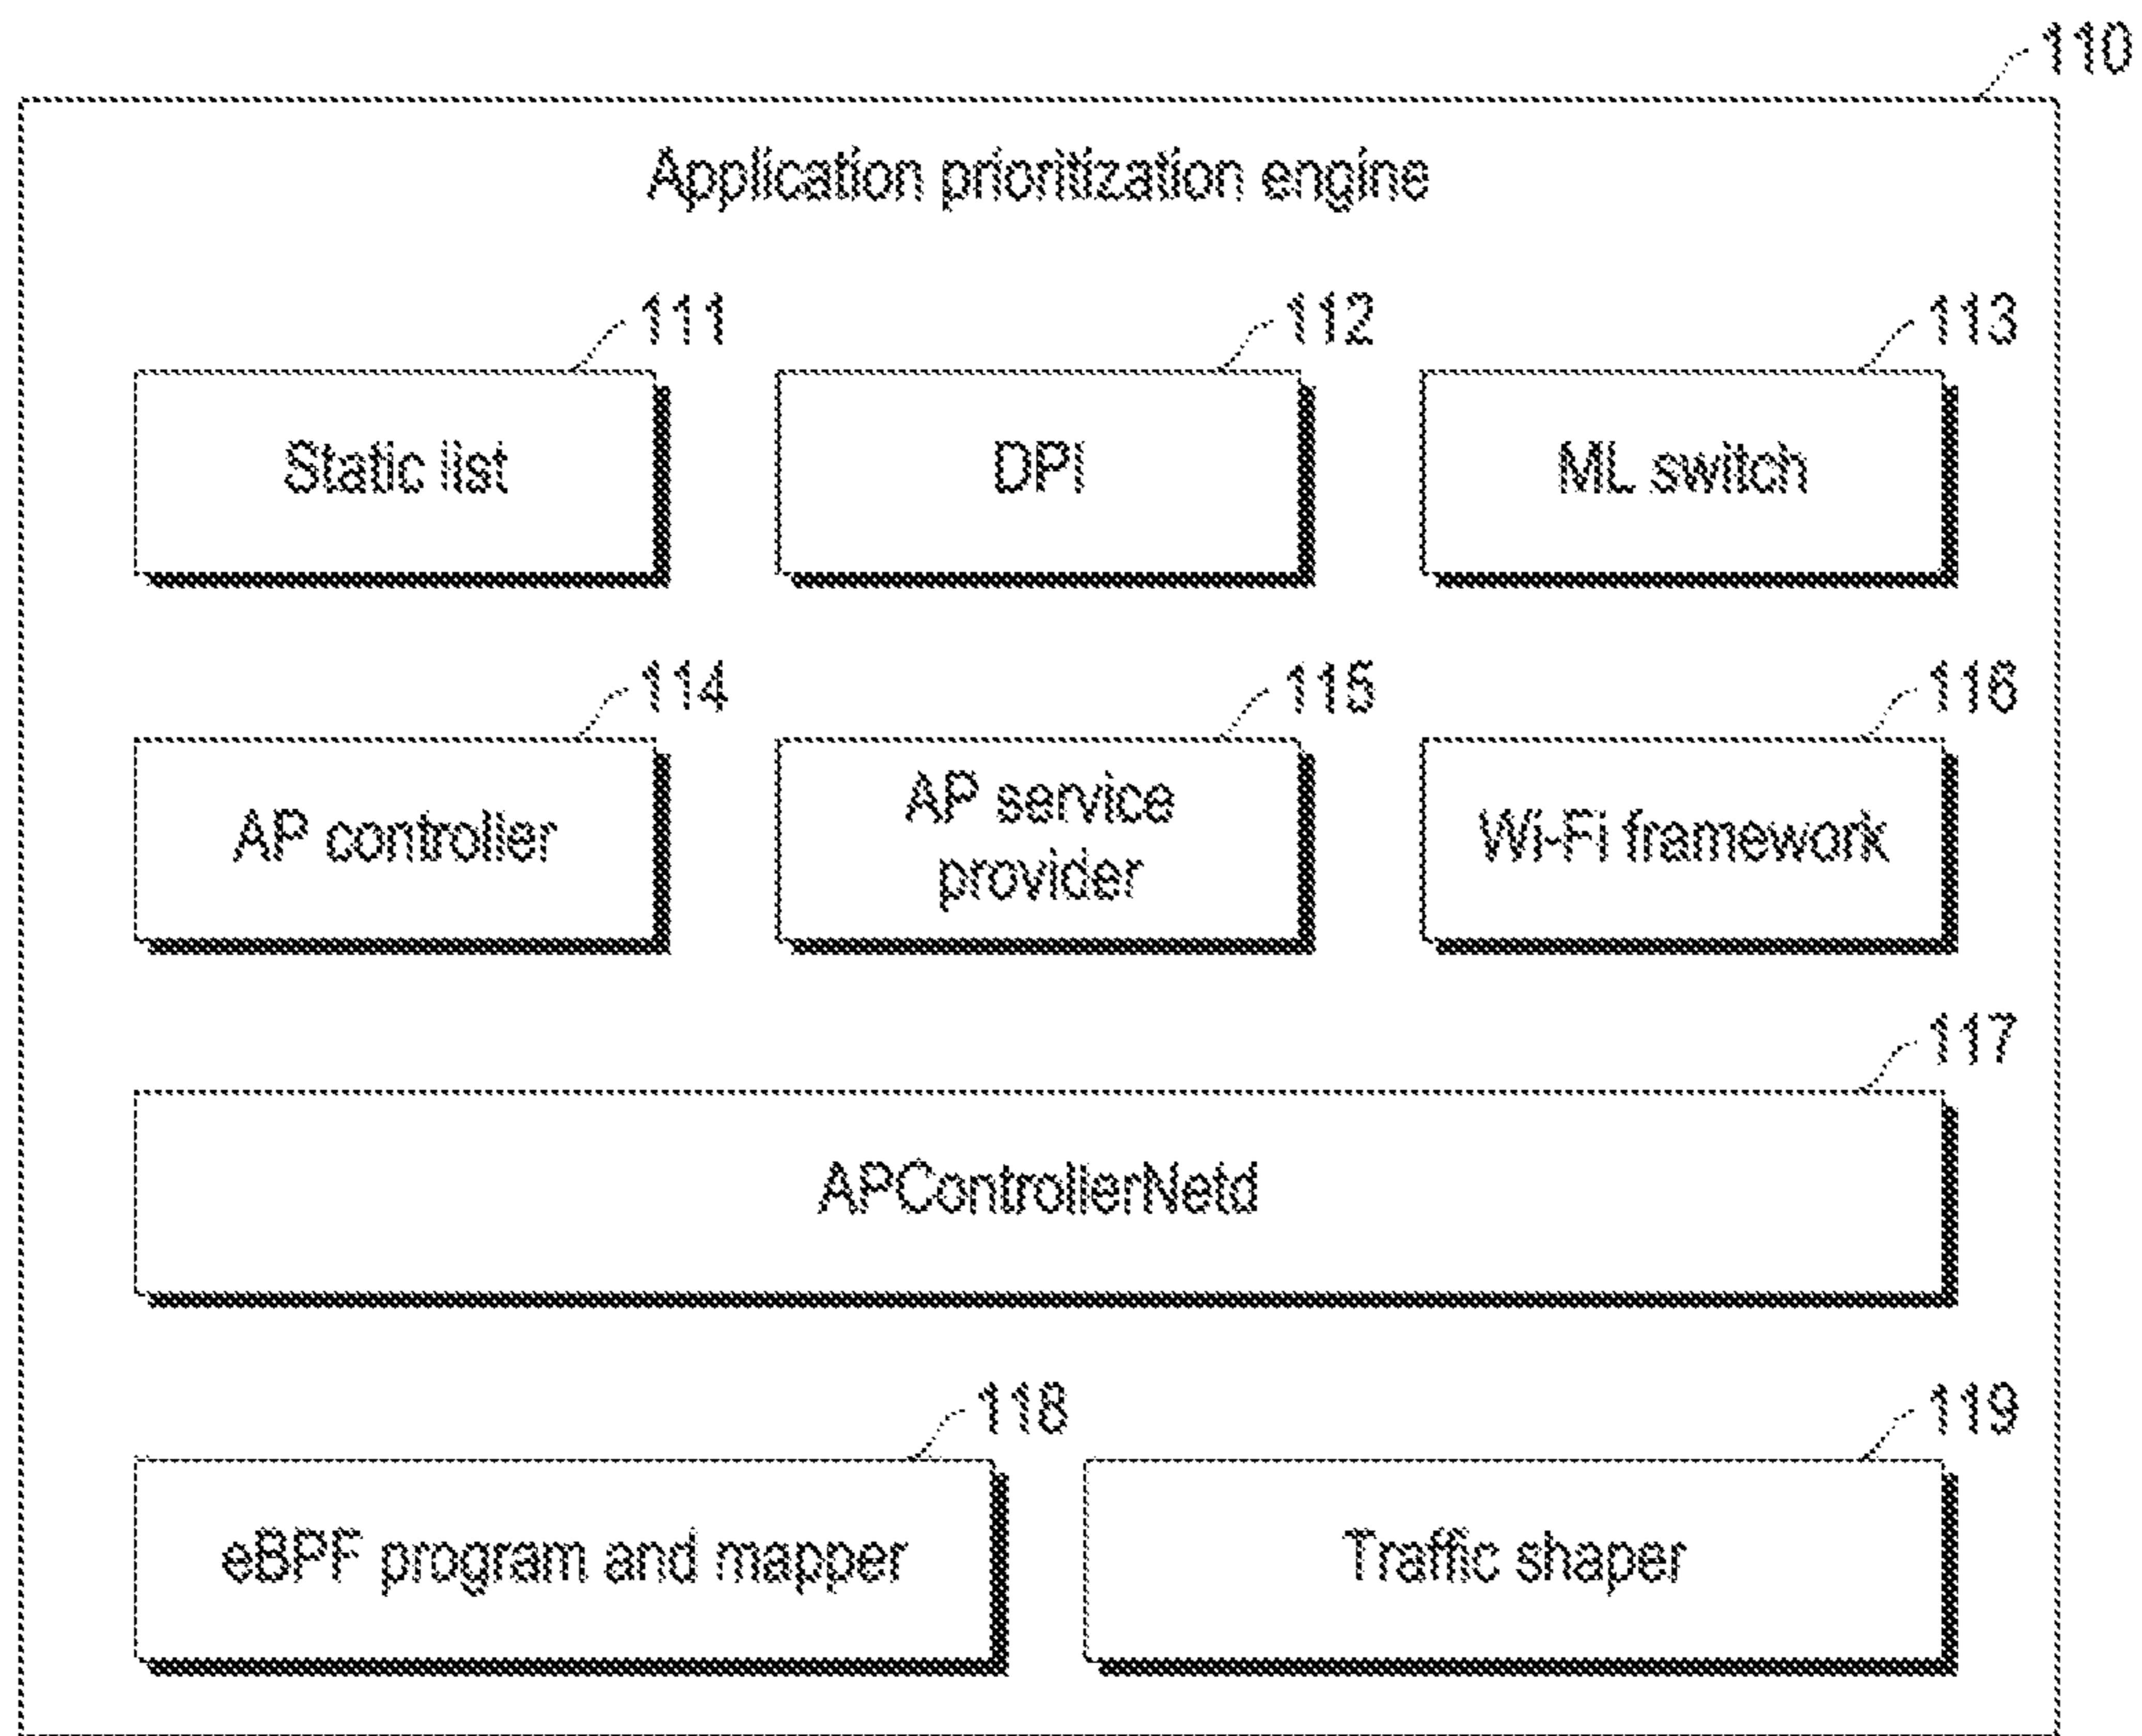 110
Application prioritization engine
111
112
113
Static list
DPI
ML switch
114
115
116
AP controller
AP service
provider
Wi-Fi framework
117
APControllerNetd
118
119
eBPF program and mapper
Traffic shaper